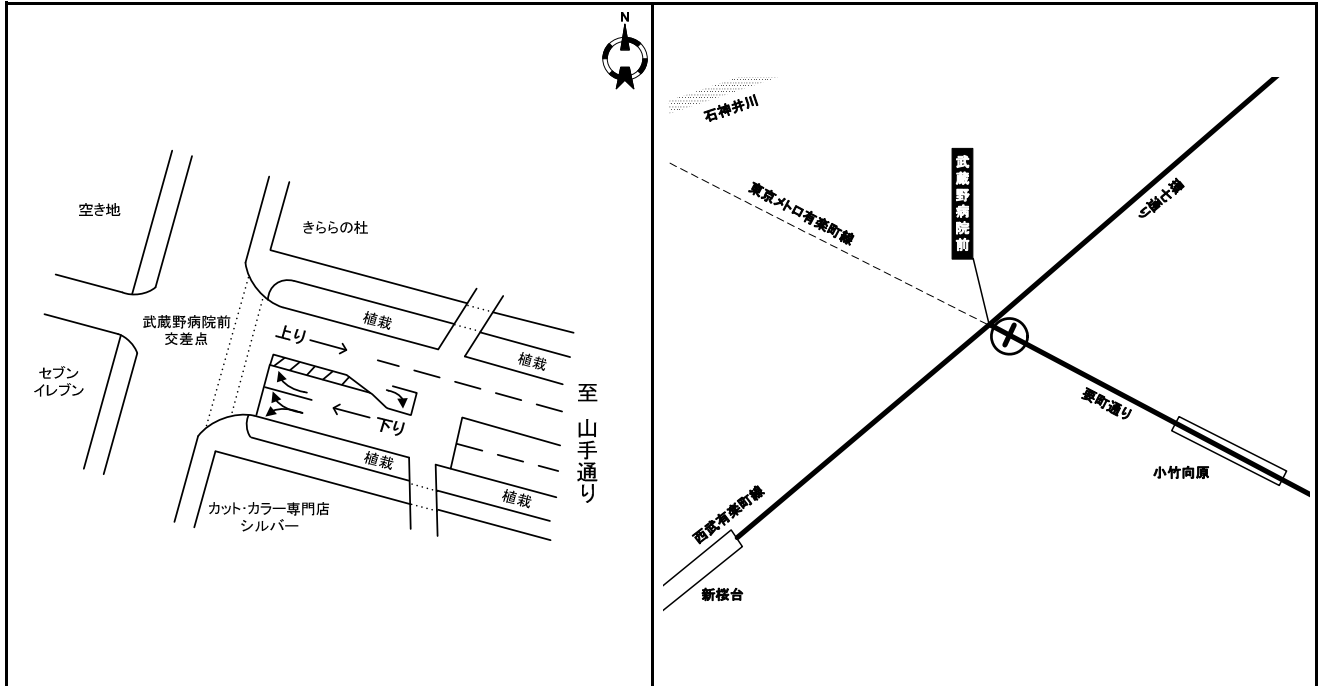 N
空き地
きららの杜
武蔵野病院前
交差点
植栽
上り
植栽
セブン
イレブン
至 山手通り
下り
植栽
植栽
カット・カラー専門店
シルバー
石神井川
東京メトロ有楽町線
武蔵野病院前
環七通り
要町通り
小竹向原
西武有楽町線
新桜台